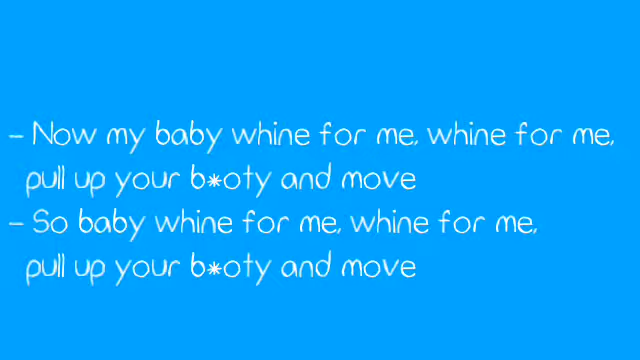 - Now my baby whine for me, whine for me,
pull up your b*oty and move
- So baby whine for me, whine for me,
pull up your b*oty and move